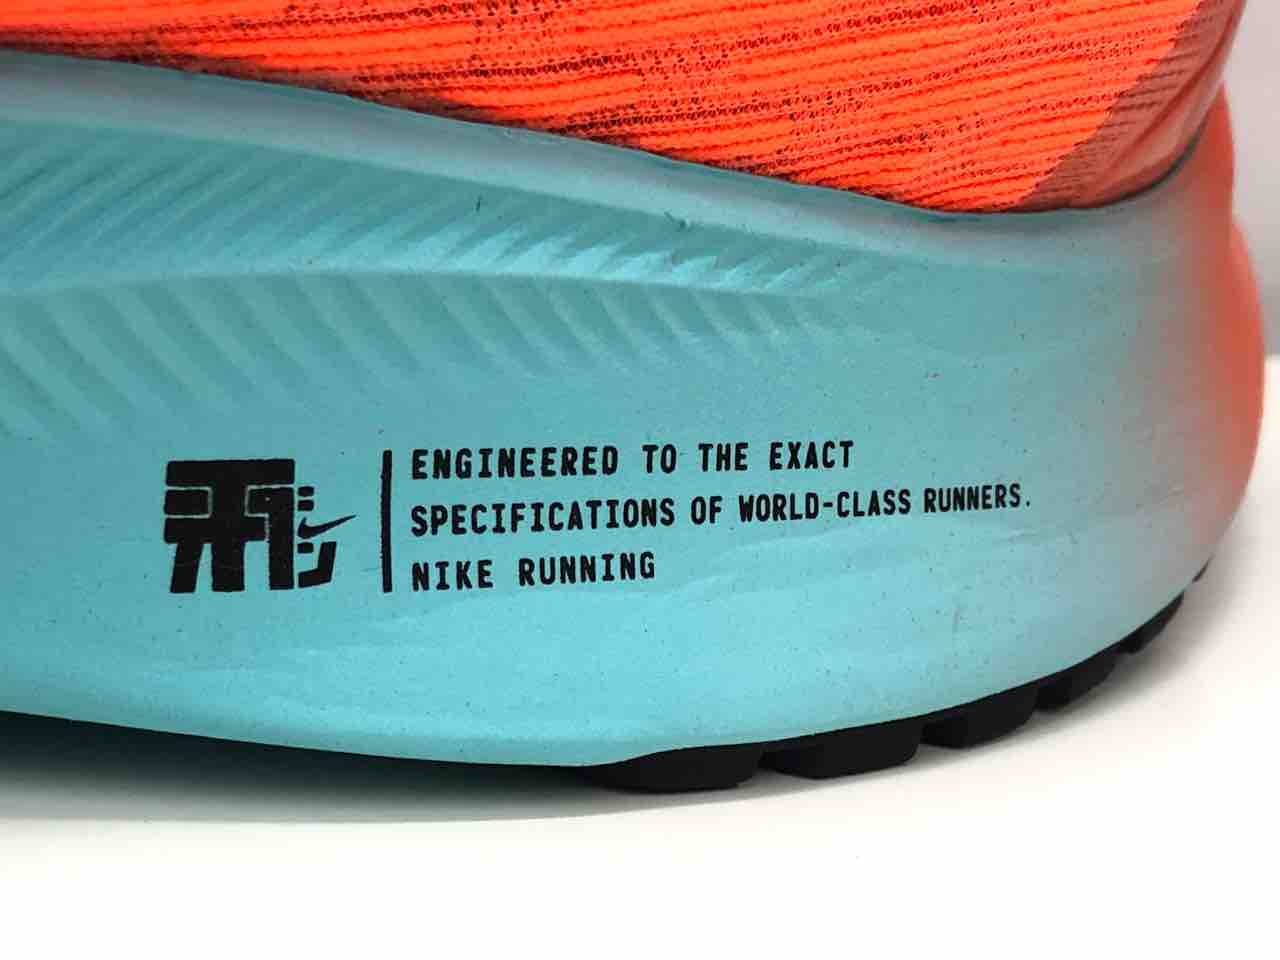 ENGINEERED TO THE EXACT
SPECIFICATIONS OF WORLD-CLASS RUNNERS.
NIKE RUNNING